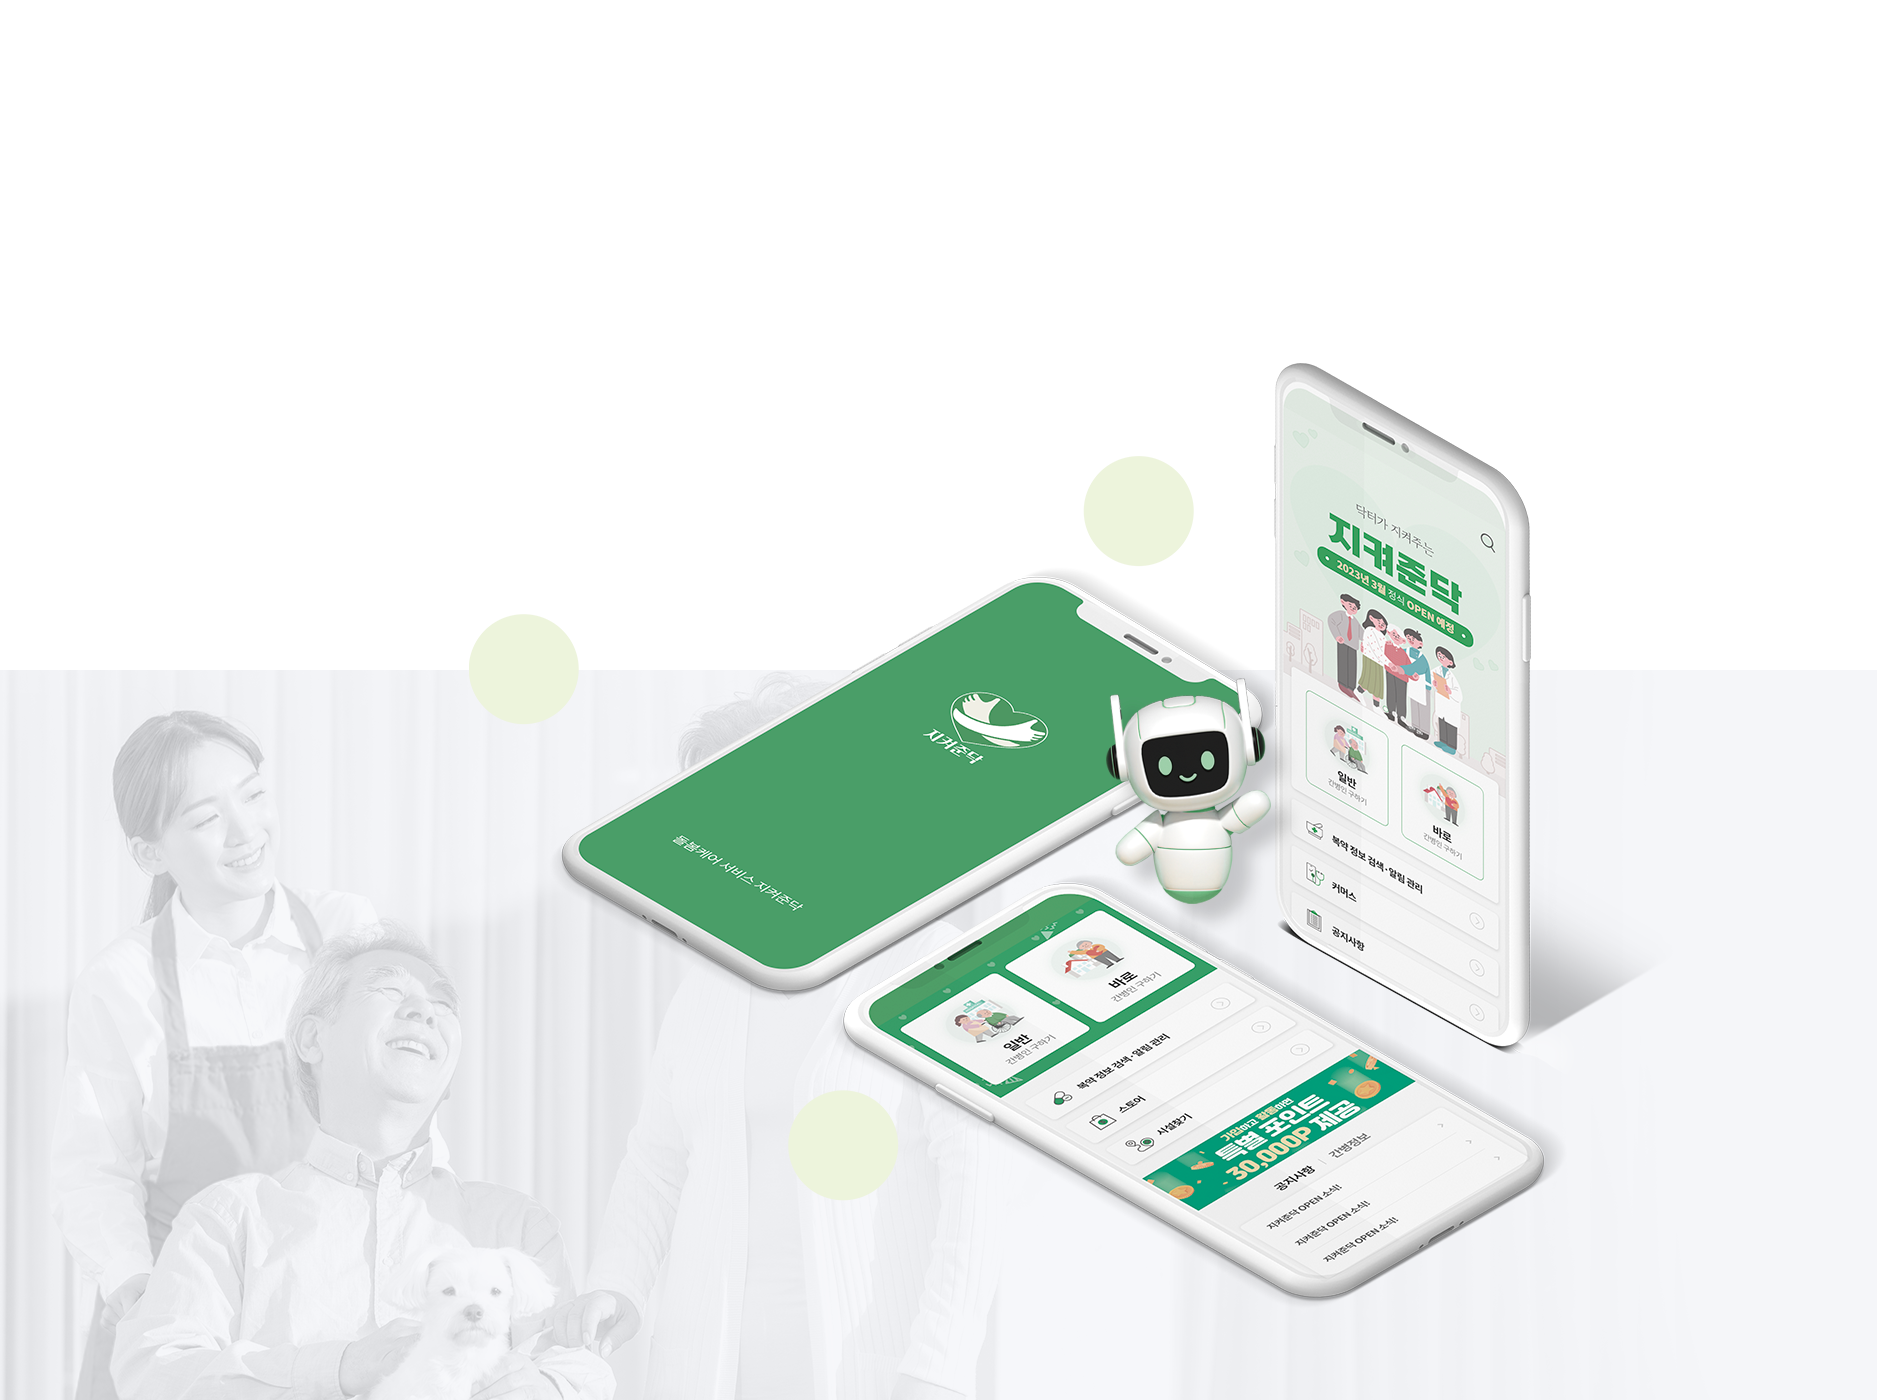 지켜준닥
돌봄케어 서비스 지켜준닥
닥터가 지켜주는
지켜준닥
2023년 3월 정식 OPEN 예정
일반
간병인 구하기
바로
간병인 구하기
복약 정보 검색·알림 관리
커머스
공지사항
일반
간병인 구하기
바로
간병인 구하기
복약 정보 검색·알림 관리
스토어
시설찾기
가입하고 활동하면
특별 포인트
30,000P 제공
공지사항 | 간병정보
지켜준닥 OPEN 소식!
지켜준닥 OPEN 소식!
지켜준닥 OPEN 소식!